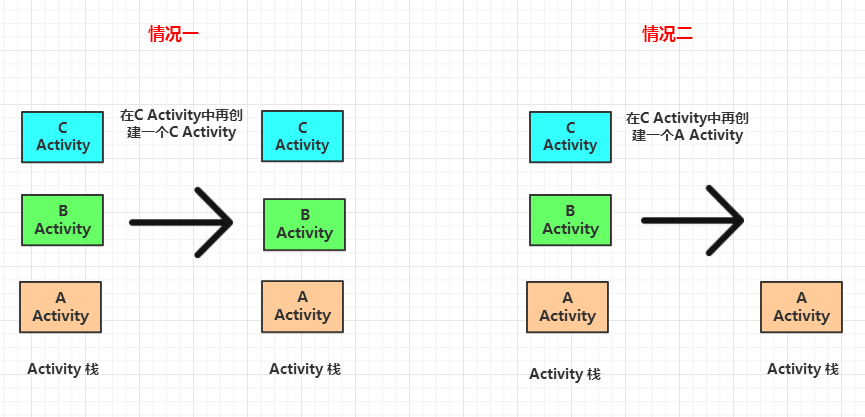 情况一
情况二
C
Activity
在C Activity中再创
建一个C Activity
C
Activity
C
Activity
在C Activity中再创
建一个A Activity
B
Activity
B
Activity
B
Activity
A
Activity
A
Activity
A
Activity
A
Activity
Activity 栈
Activity 栈
Activity 栈
Activity 栈